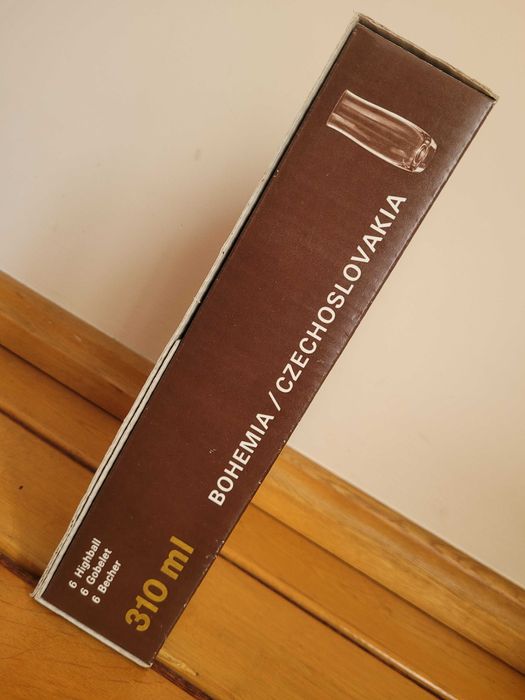 BOHEMIA / CZECHOSLOVAKIA
6 Highball
6 Gobelet
6 Becher
310 ml